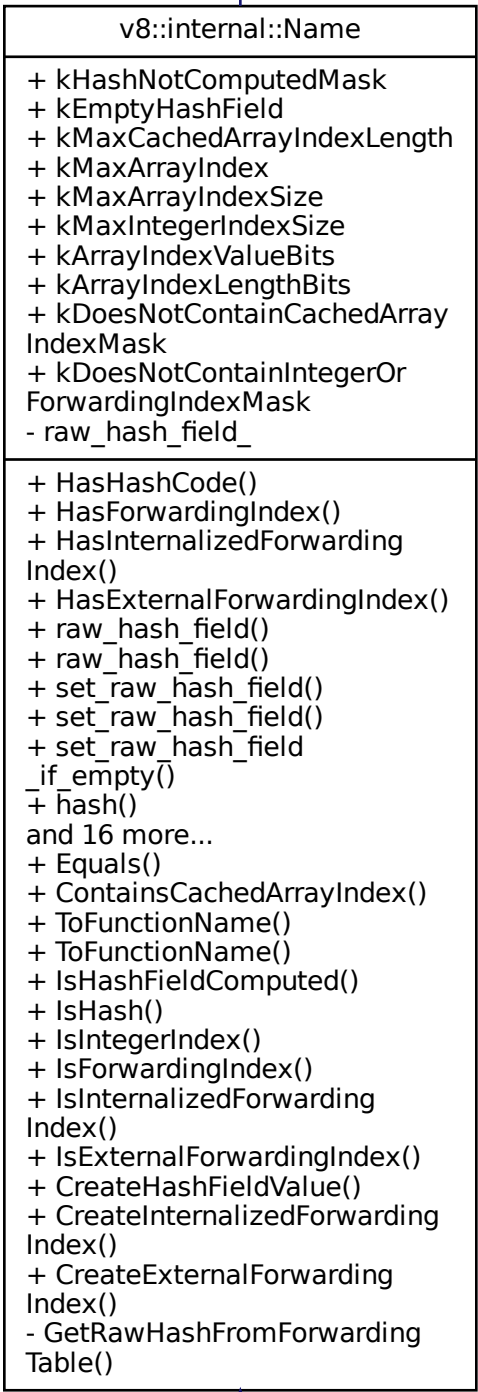 v8::internal::Name
+ kHashNotComputedMask
+ kEmptyHashField
+ kMaxCachedArrayIndexLength
+ kMaxArrayIndex
+ kMaxArrayIndexSize
+ kMaxIntegerIndexSize
+ kArrayIndexValueBits
+ kArrayIndexLengthBits
+ kDoesNotContainCachedArray
IndexMask
+ kDoesNotContainIntegerOr
ForwardingIndexMask
- raw_hash_field_
+ HasHashCode()
+ HasForwardingIndex()
+ HasInternalizedForwarding
Index()
+ HasExternalForwardingIndex()
+ raw_hash_field()
+ raw_hash_field()
+ set_raw_hash_field()
+ set_raw_hash_field()
+ set_raw_hash_field
_if_empty()
+ hash()
and 16 more...
+ Equals()
+ ContainsCachedArrayIndex()
+ ToFunctionName()
+ ToFunctionName()
+ IsHashFieldComputed()
+ IsHash()
+ IsIntegerIndex()
+ IsForwardingIndex()
+ IsInternalizedForwarding
Index()
+ IsExternalForwardingIndex()
+ CreateHashFieldValue()
+ CreateInternalizedForwarding
Index()
+ CreateExternalForwarding
Index()
- GetRawHashFromForwarding
Table()